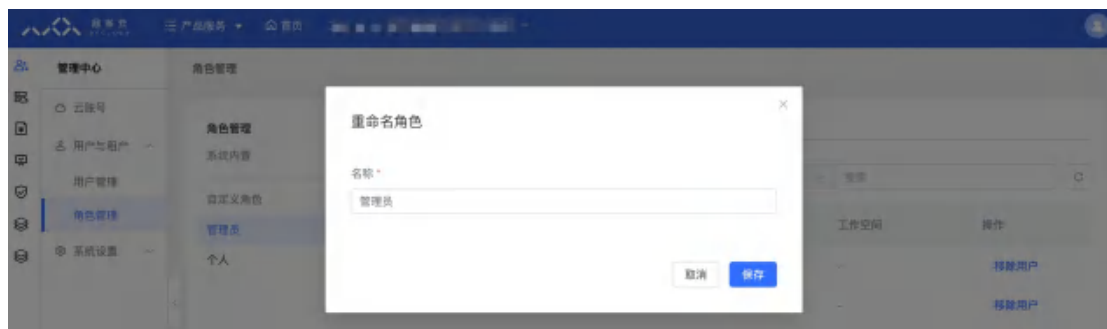 产品服务 首页
管理中心
角色管理
云账号
用户与租户
用户管理
角色管理
系统设置
角色管理
系统内置
自定义角色
管理员
个人
重命名角色
×
名称 *
管理员
取消 保存
工作空间 操作
- 移除用户
- 移除用户